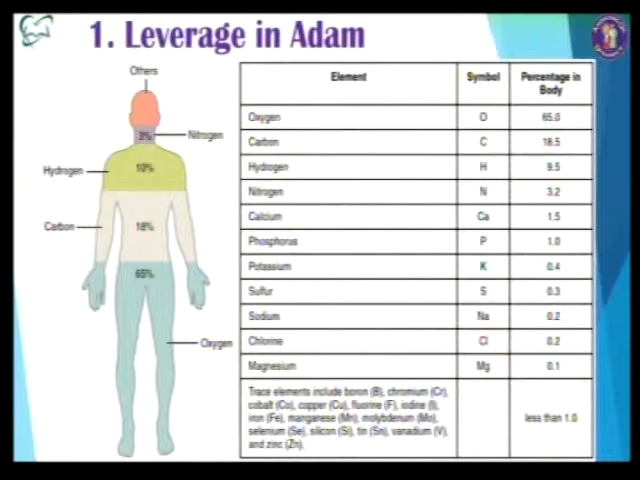 1. Leverage in Adam
Others
3%
Nitrogen
Hydrogen
10%
Carbon
18%
65%
Oxygen
Element Symbol Percentage in Body
Oxygen O 65.0
Carbon C 18.5
Hydrogen H 9.5
Nitrogen N 3.2
Calcium Ca 1.5
Phosphorus P 1.0
Potassium K 0.4
Sulfur S 0.3
Sodium Na 0.2
Chlorine Cl 0.2
Magnesium Mg 0.1
Trace elements include boron (B), chromium (Cr),
cobalt (Co), copper (Cu), fluorine (F), iodine (I),
iron (Fe), manganese (Mn), molybdenum (Mo),
selenium (Se), silicon (Si), tin (Sn), vanadium (V),
and zinc (Zn).
less than 1.0